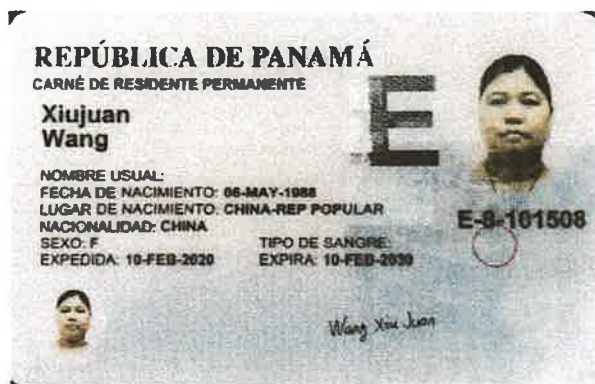 REPÚBLICA DE PANAMÁ
CARNÉ DE RESIDENTE PERMANENTE
E
Xiujuan
Wang
NOMBRE USUAL:
FECHA DE NACIMIENTO: 06-MAY-1988
LUGAR DE NACIMIENTO: CHINA-REP POPULAR
NACIONALIDAD: CHINA
E-8-101508
SEXO: F TIPO DE SANGRE:
EXPEDIDA: 10-FEB-2020 EXPIRA: 10-FEB-2030
Wang Xiu Juan